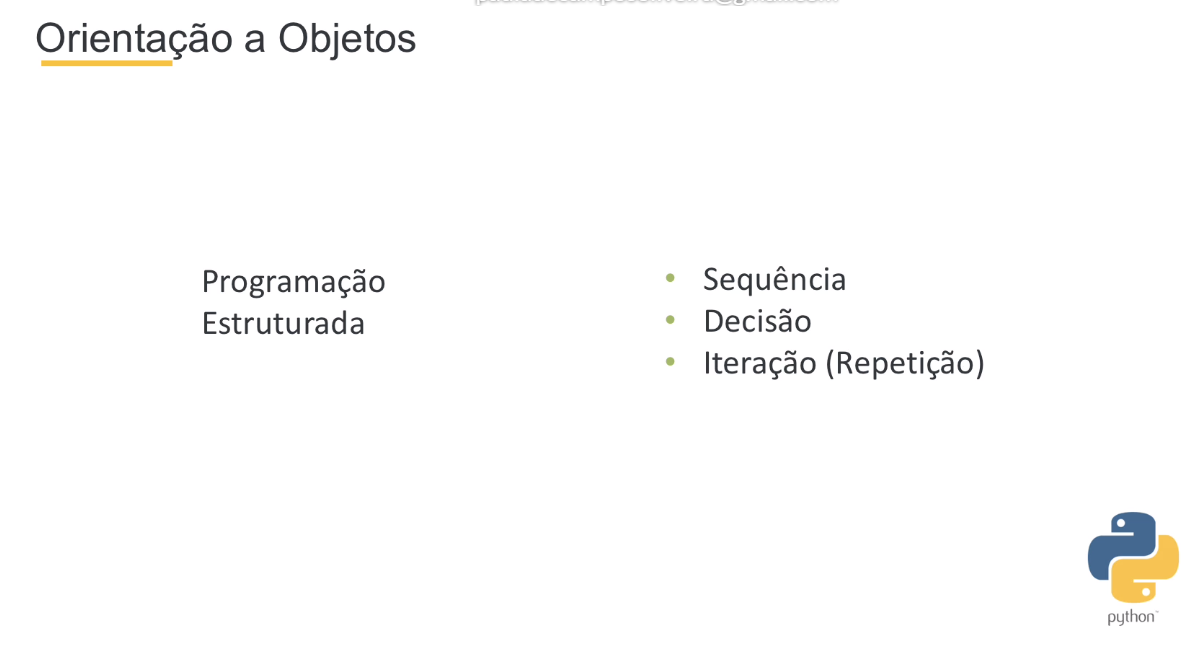 Orientação a Objetos
Programação
Estruturada
• Sequência
• Decisão
• Iteração (Repetição)
python